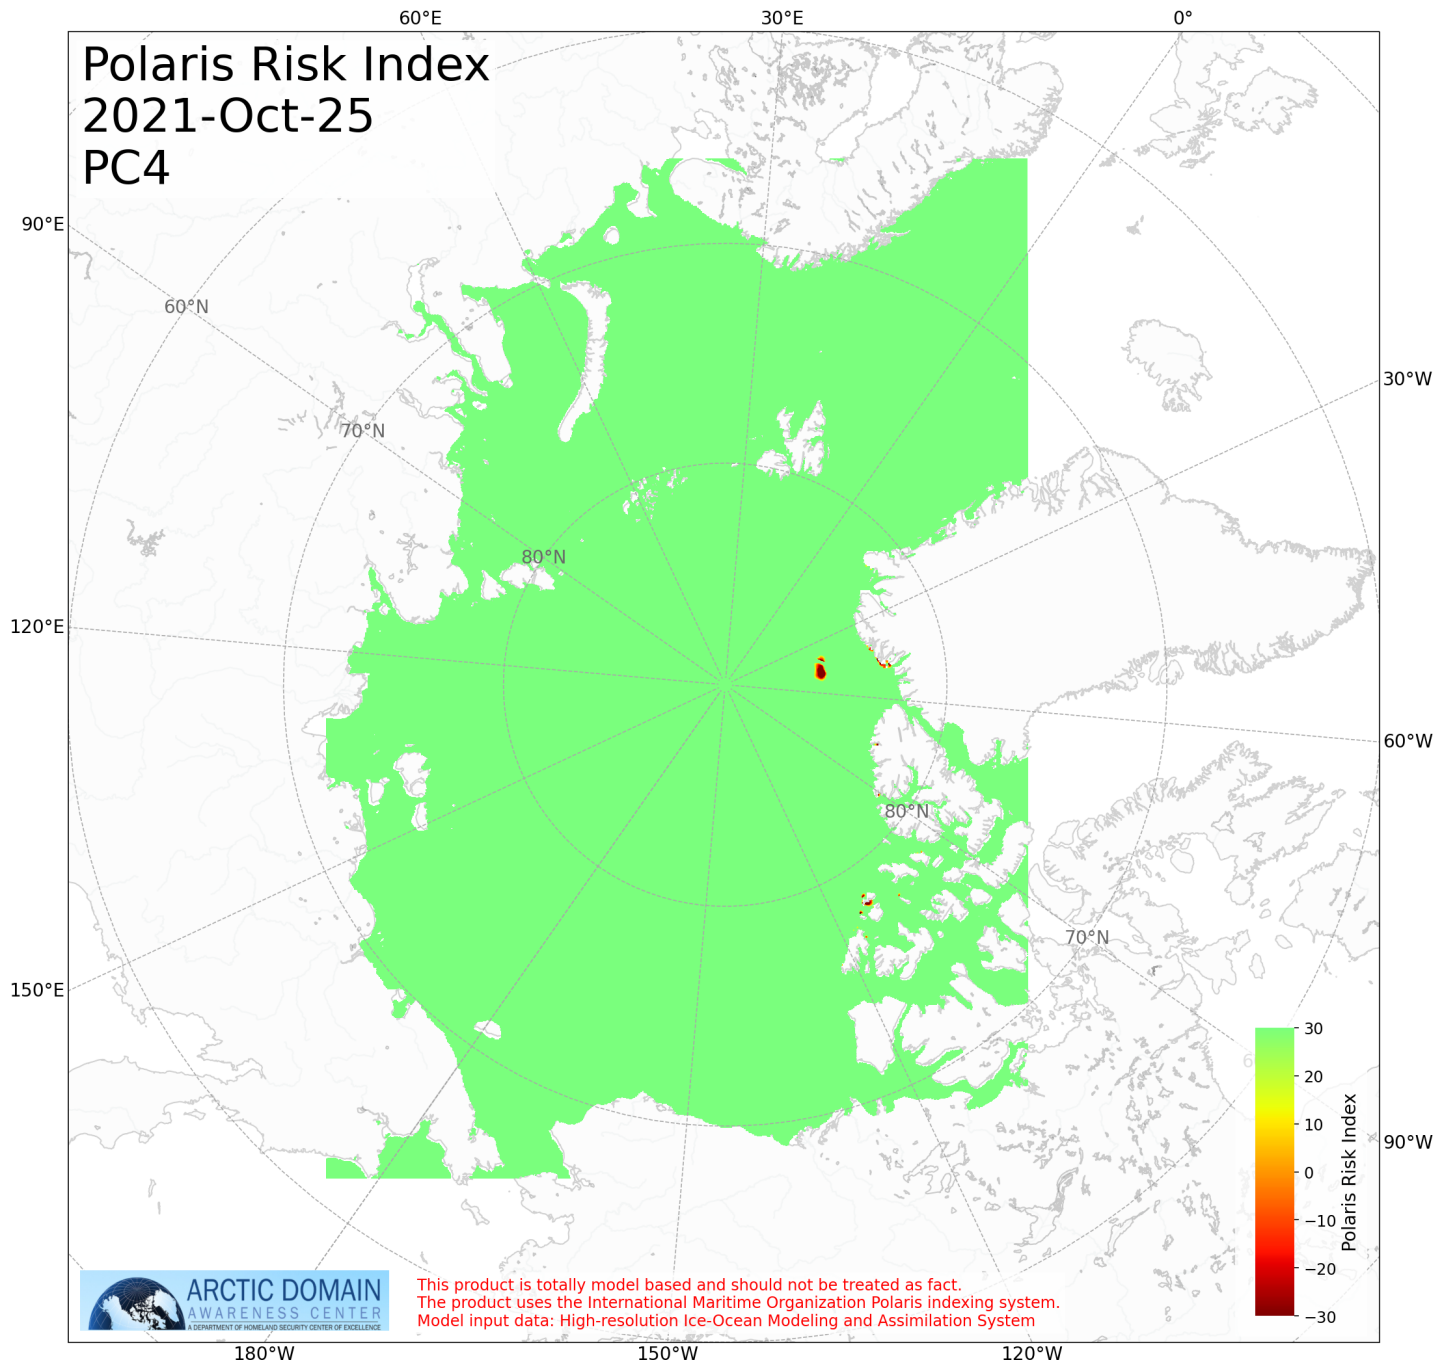 60°E
30°E
0°
Polaris Risk Index
2021-Oct-25
PC4
90°E
60°N
30°W
70°N
80°N
120°E
60°W
80°N
70°N
150°E
30
20
10
0
−10
−20
−30
Polaris Risk Index
90°W
ARCTIC DOMAIN
AWARENESS CENTER
A DEPARTMENT OF HOMELAND SECURITY CENTER OF EXCELLENCE
This product is totally model based and should not be treated as fact.
The product uses the International Maritime Organization Polaris indexing system.
Model input data: High-resolution Ice-Ocean Modeling and Assimilation System
180°W
150°W
120°W